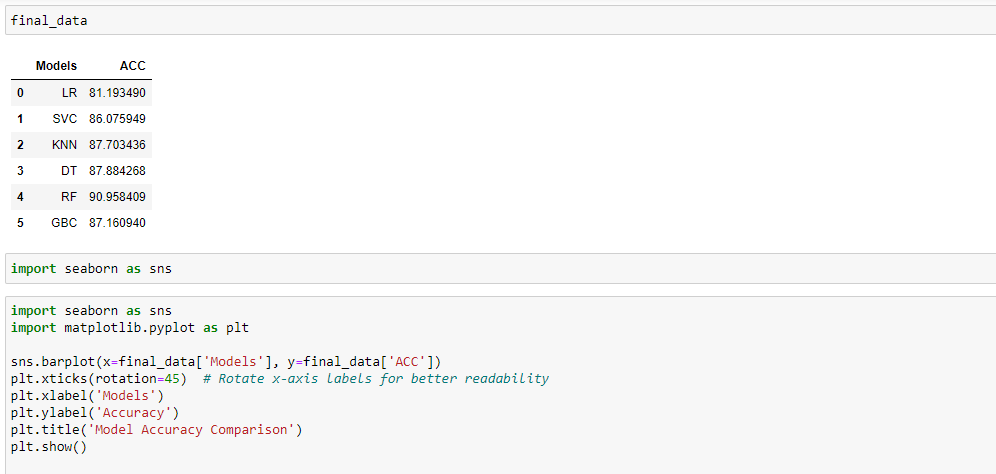 final_data
Models ACC
0 LR 81.193490
1 SVC 86.075949
2 KNN 87.703436
3 DT 87.884268
4 RF 90.958409
5 GBC 87.160940
import seaborn as sns
import seaborn as sns
import matplotlib.pyplot as plt
sns.barplot(x=final_data['Models'], y=final_data['ACC'])
plt.xticks(rotation=45)  # Rotate x-axis labels for better readability
plt.xlabel('Models')
plt.ylabel('Accuracy')
plt.title('Model Accuracy Comparison')
plt.show()